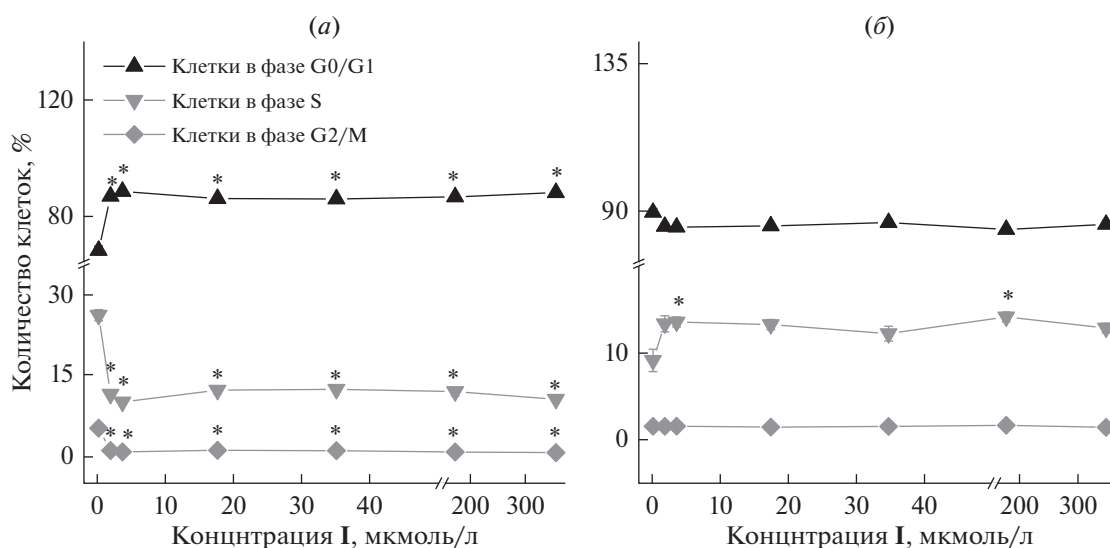 (а)
(б)
Количество клеток, %
120
80
30
15
0
Клетки в фазе G0/G1
Клетки в фазе S
Клетки в фазе G2/M
* * * * * * *
* * * * * * *
* * * * * * *
0 10 20 30 40 200 300
Концнтрация I, мкмоль/л
135
90
10
0
* *
0 10 20 30 40 200 300
Концнтрация I, мкмоль/л